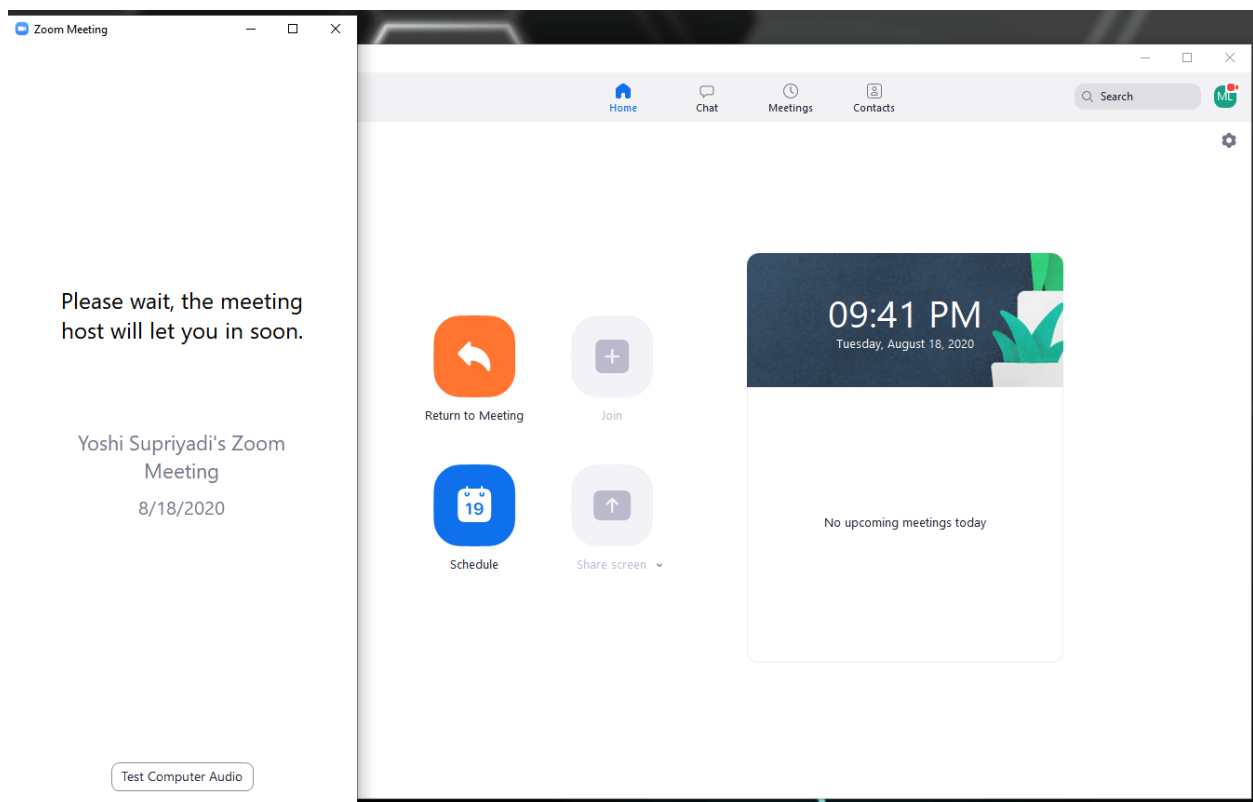 Zoom Meeting
Please wait, the meeting
host will let you in soon.
Yoshi Supriyadi's Zoom
Meeting
8/18/2020
Test Computer Audio
Home
Chat
Meetings
Contacts
Search
ML
Return to Meeting
Join
19
Schedule
Share screen
09:41 PM
Tuesday, August 18, 2020
No upcoming meetings today